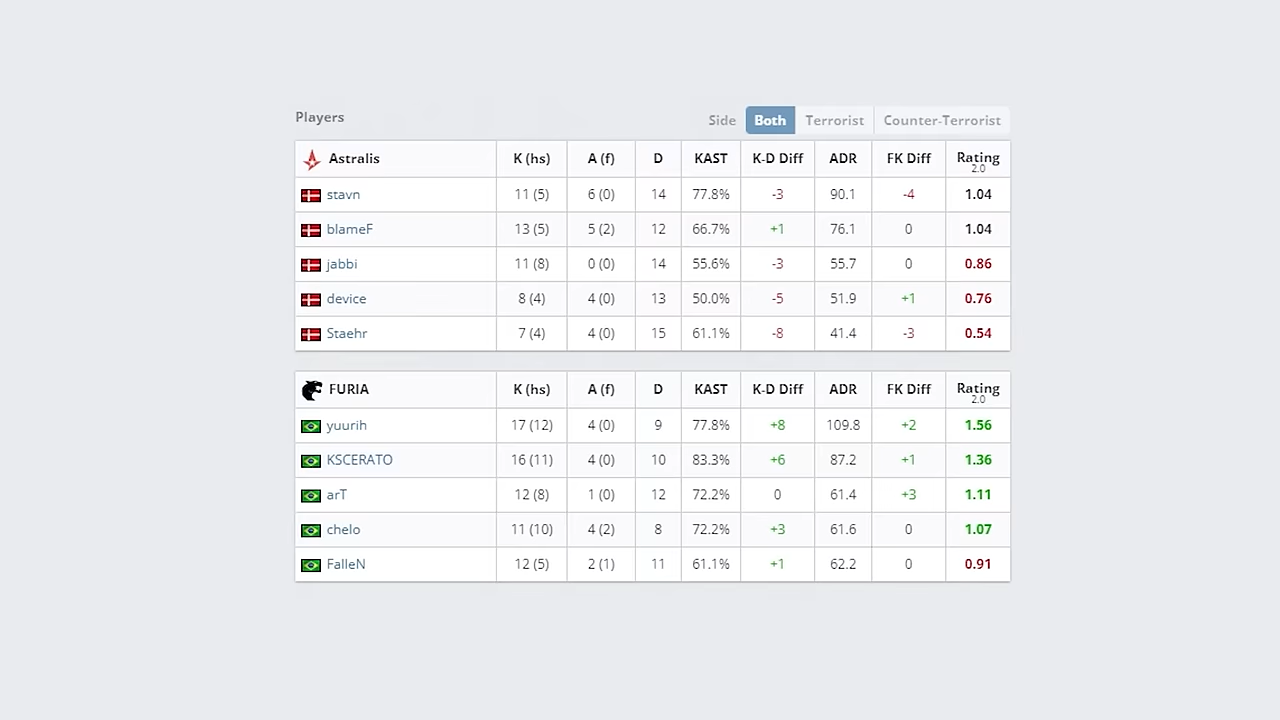 Players
Side Both Terrorist Counter-Terrorist
Astralis K (hs) A (f) D KAST K-D Diff ADR FK Diff Rating 2.0
stavn 11 (5) 6 (0) 14 77.8% -3 90.1 -4 1.04
blameF 13 (5) 5 (2) 12 66.7% +1 76.1 0 1.04
jabbi 11 (8) 0 (0) 14 55.6% -3 55.7 0 0.86
device 8 (4) 4 (0) 13 50.0% -5 51.9 +1 0.76
Staehr 7 (4) 4 (0) 15 61.1% -8 41.4 -3 0.54
FURIA K (hs) A (f) D KAST K-D Diff ADR FK Diff Rating 2.0
yuurih 17 (12) 4 (0) 9 77.8% +8 109.8 +2 1.56
KSCERATO 16 (11) 4 (0) 10 83.3% +6 87.2 +1 1.36
arT 12 (8) 1 (0) 12 72.2% 0 61.4 +3 1.11
chelo 11 (10) 4 (2) 8 72.2% +3 61.6 0 1.07
FalleN 12 (5) 2 (1) 11 61.1% +1 62.2 0 0.91